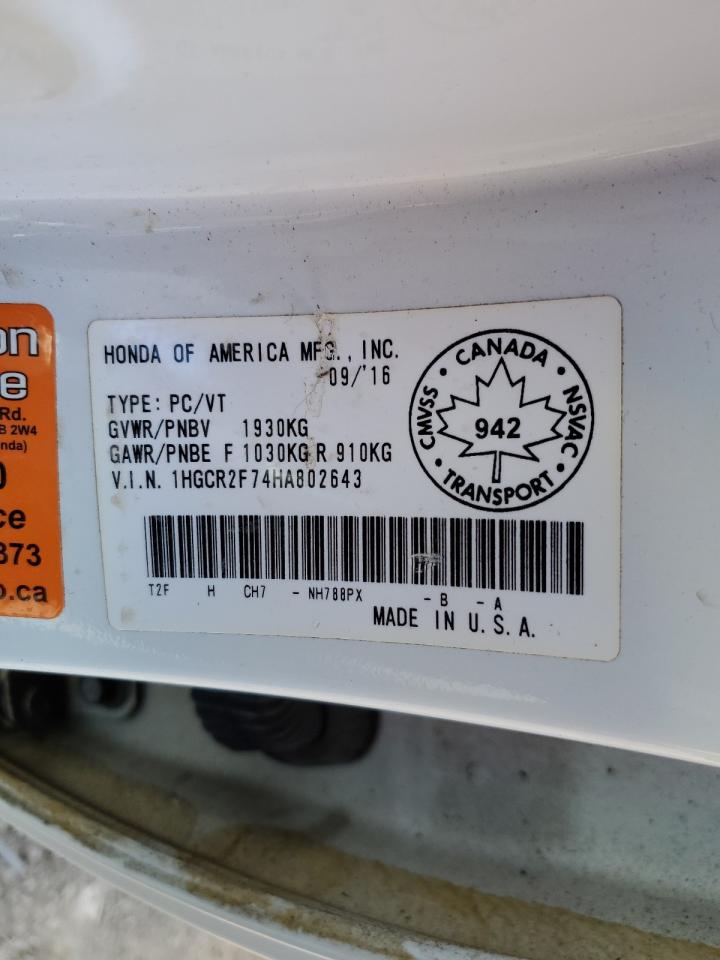 on
e
Rd.
B 2W4
nda)
0
ce
373
o.ca
HONDA OF AMERICA MFG., INC.
09/'16
TYPE: PC/VT
GVWR/PNBV 1930KG
GAWR/PNBE F 1030KG R 910KG
V.I.N. 1HGCR2F74HA802643
CANADA • NSVAC • TRANSPORT • CMVSS •
942
T2F H CH7 - NH788PX - B - A
MADE IN U.S.A.